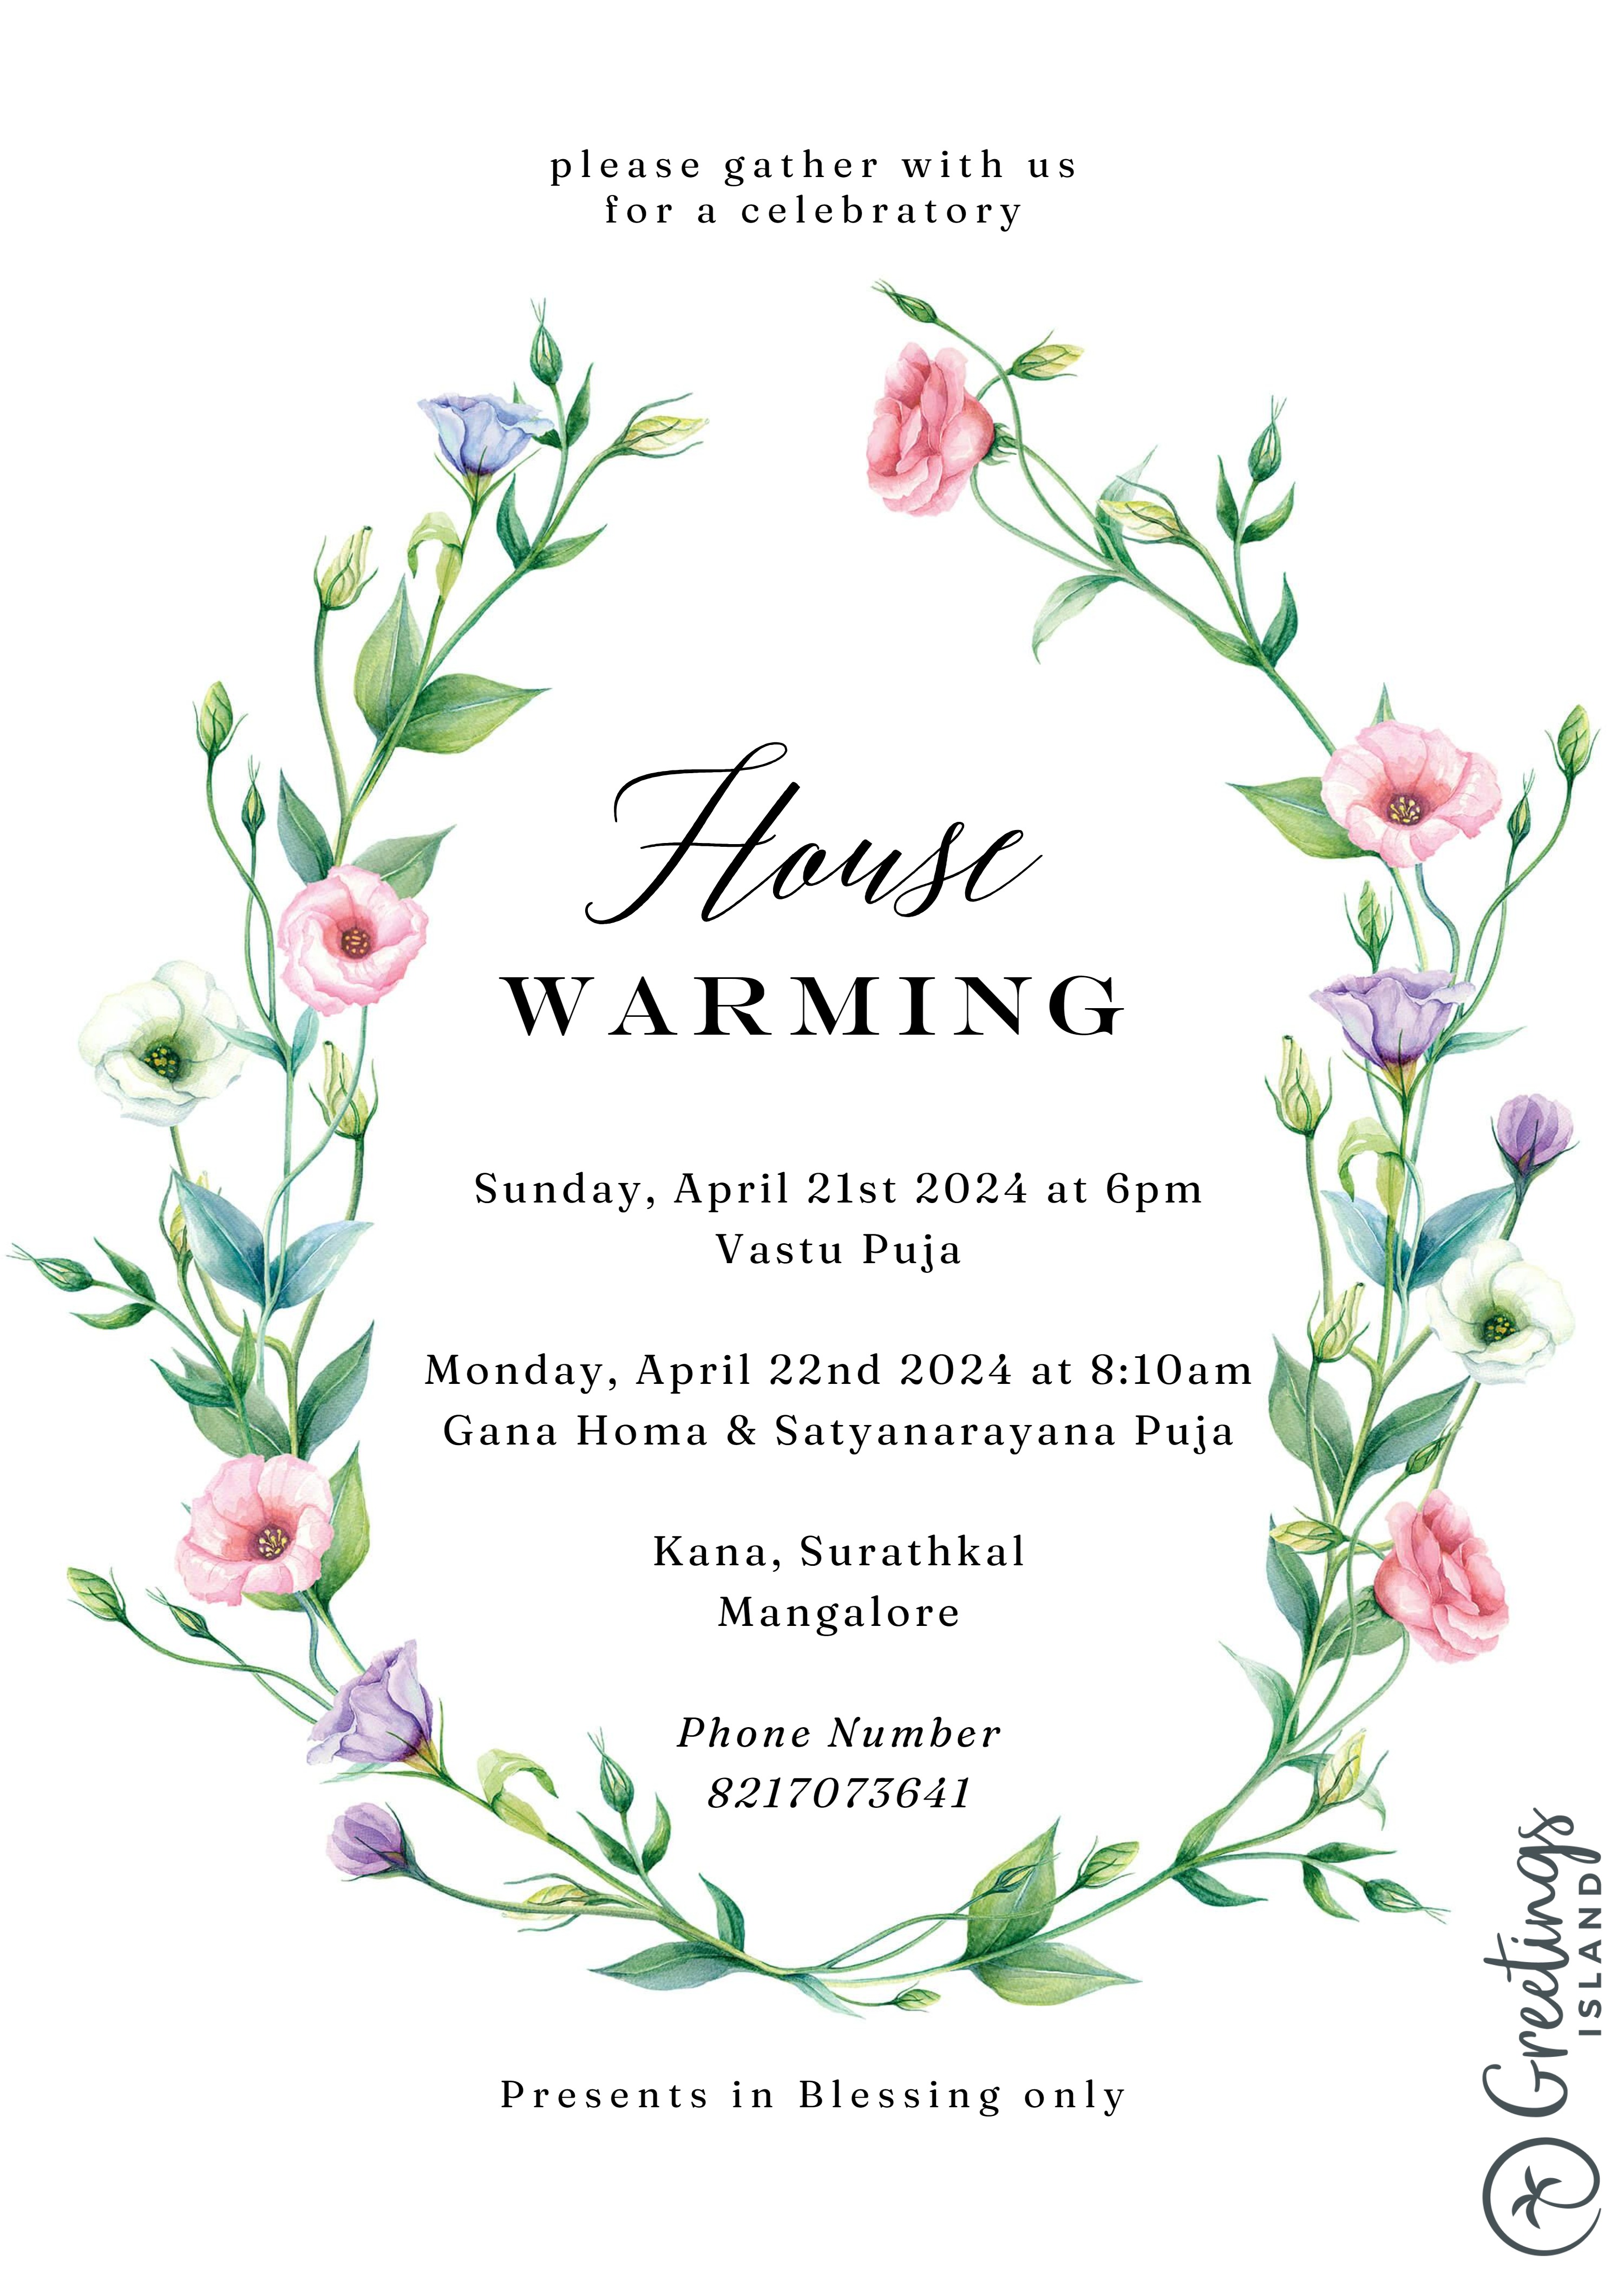 please gather with us
for a celebratory
House
WARMING
Sunday, April 21st 2024 at 6pm
Vastu Puja
Monday, April 22nd 2024 at 8:10am
Gana Homa & Satyanarayana Puja
Kana, Surathkal
Mangalore
Phone Number
8217073641
Presents in Blessing only
Greetings
ISLAND